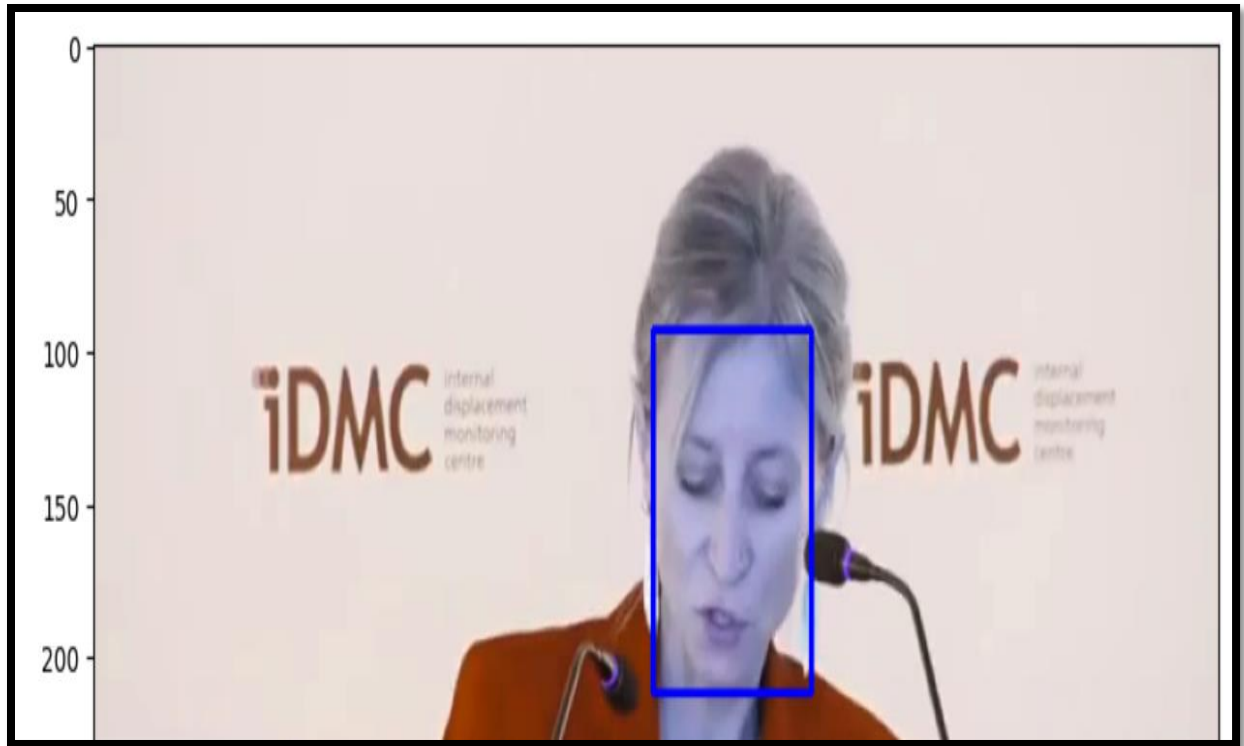 0
50
100
150
200
iDMC
internal
displacement
monitoring
centre
iDMC
internal
displacement
monitoring
centre